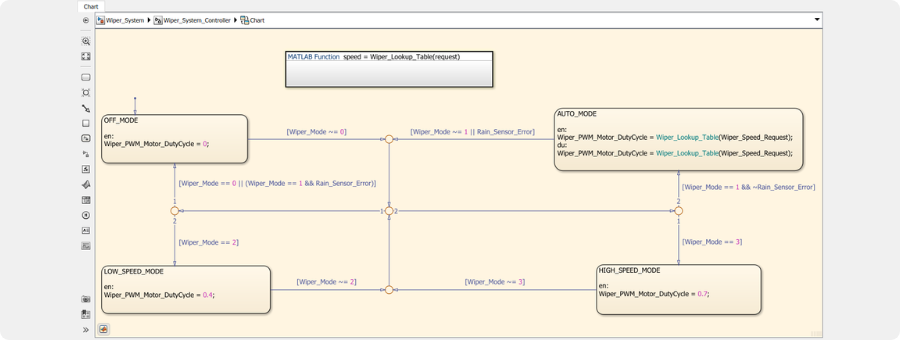 Chart
Wiper_System ▶ Wiper_System_Controller ▶ Chart
MATLAB Function speed = Wiper_Lookup_Table(request)
OFF_MODE
en:
Wiper_PWM_Motor_DutyCycle = 0;
[Wiper_Mode ~= 0]
[Wiper_Mode ~= 1 || Rain_Sensor_Error]
AUTO_MODE
en:
Wiper_PWM_Motor_DutyCycle = Wiper_Lookup_Table(Wiper_Speed_Request);
du:
Wiper_PWM_Motor_DutyCycle = Wiper_Lookup_Table(Wiper_Speed_Request);
[Wiper_Mode == 0 || (Wiper_Mode == 1 && Rain_Sensor_Error)]
[Wiper_Mode == 1 && ~Rain_Sensor_Error]
1
2
1
2
2
1
[Wiper_Mode == 2]
[Wiper_Mode == 3]
LOW_SPEED_MODE
en:
Wiper_PWM_Motor_DutyCycle = 0.4;
[Wiper_Mode ~= 2]
[Wiper_Mode ~= 3]
HIGH_SPEED_MODE
en:
Wiper_PWM_Motor_DutyCycle = 0.7;